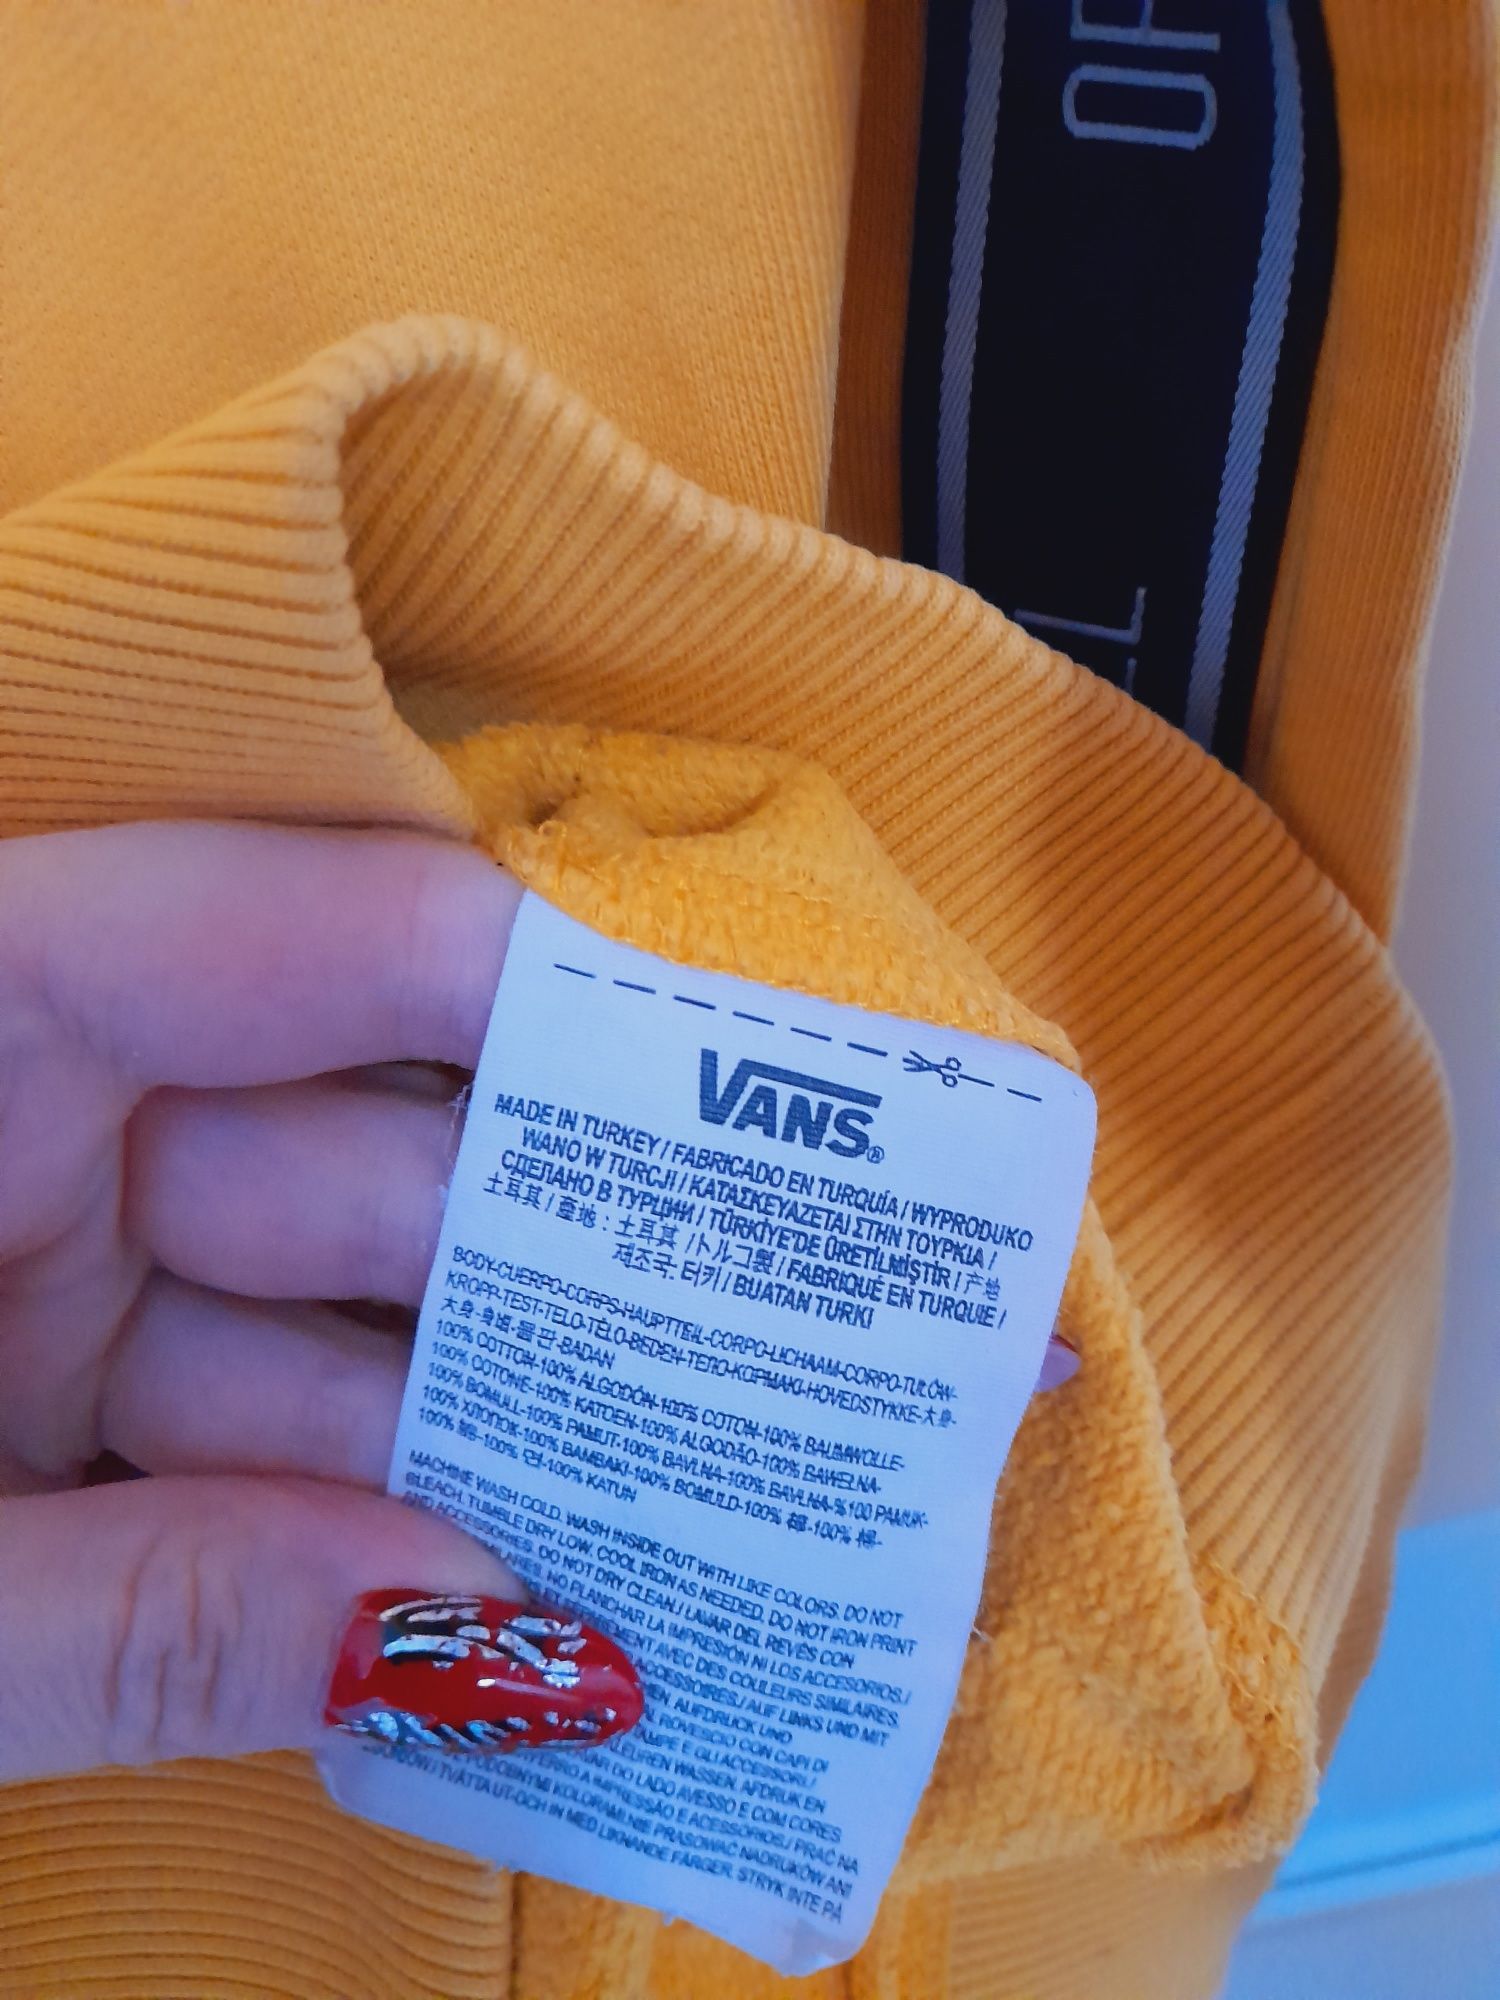 OF
L
VANS®
MADE IN TURKEY / FABRICADO EN TURQUÍA / WYPRODUKO
WANO W TURCJI / ΚΑΤΑΣΚΕΥΑΖΕΤΑΙ ΣΤΗΝ ΤΟΥΡΚΙΑ /
СДЕЛАНО В ТУРЦИИ / TÜRKİYE'DE ÜRETİLMİŞTİR / 产地
土耳其 / 產地 : 土耳其 / トルコ製 / FABRIQUÉ EN TURQUIE /
제조국. 터키 / BUATAN TURKI
BODY-CUERPO-CORPS-HAUPTTEIL-CORPO-LICHAAM-CORPO-TUŁÓW-
KROPP-TEST-TELO-TĚLO-BEDEN-ТЕЛО-ΚΟΡΜΑΚΙ-HOVEDSTYKKE-大身-
大身-身頃-몸판-BADAN
100% COTTON-100% ALGODÓN-100% COTON-100% BAUMWOLLE-
100% COTONE-100% KATOEN-100% ALGODÃO-100% BAWEŁNA-
100% BOMULL-100% PAMUT-100% BAVLNA-100% BAVLNA-%100 PAMUK-
100% ХЛОПОК-100% ΒΑΜΒΑΚΙ-100% BOMULD-100% 棉-100% 棉-
100% 綿-100% 면-100% KATUN
MACHINE WASH COLD. WASH INSIDE OUT WITH LIKE COLORS. DO NOT
BLEACH. TUMBLE DRY LOW. COOL IRON AS NEEDED. DO NOT IRON PRINT
AND ACCESSORIES. DO NOT DRY CLEAN./ LAVAR DEL REVÉS CON
NO PLANCHAR LA IMPRESIÓN NI LOS ACCESORIOS./
AVEC DES COULEURS SIMILAIRES.
ACCESSOIRES./ AUF LINKS UND MIT
AUFDRUCK UND
ROVESCIO CON CAPI DI
E GLI ACCESSORI./
WASSEN. AFDRUK EN
DO LADO AVESSO E COM CORES
A IMPRESSÃO E ACESSÓRIOS./ PRAĆ NA
KOLORAMI. NIE PRASOWAĆ NADRUKÓW ANI
TVÄTTA UT-OCH IN MED LIKNANDE FÄRGER. STRYK INTE PÅ